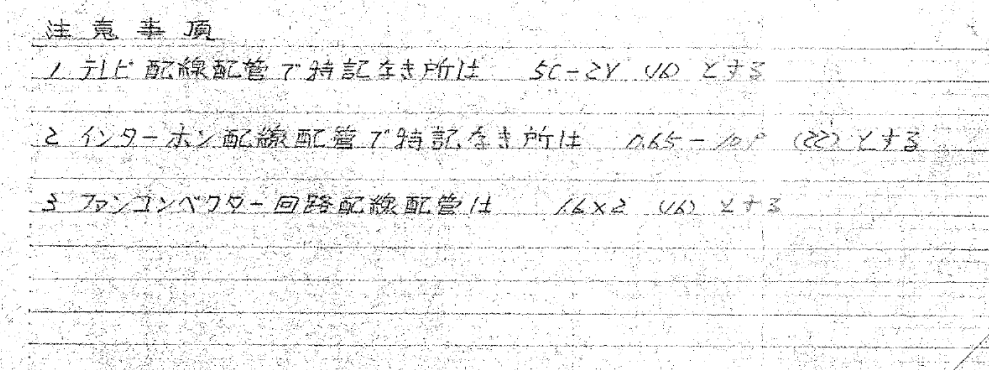 注意事項
1 テレビ配線配管で特記なき所は 5C-2V (16) とする
2 インターホン配線配管で特記なき所は 0.65-10P (22) とする
3 ファンコンベクター回路配線配管は 1.6×2 (16) とする